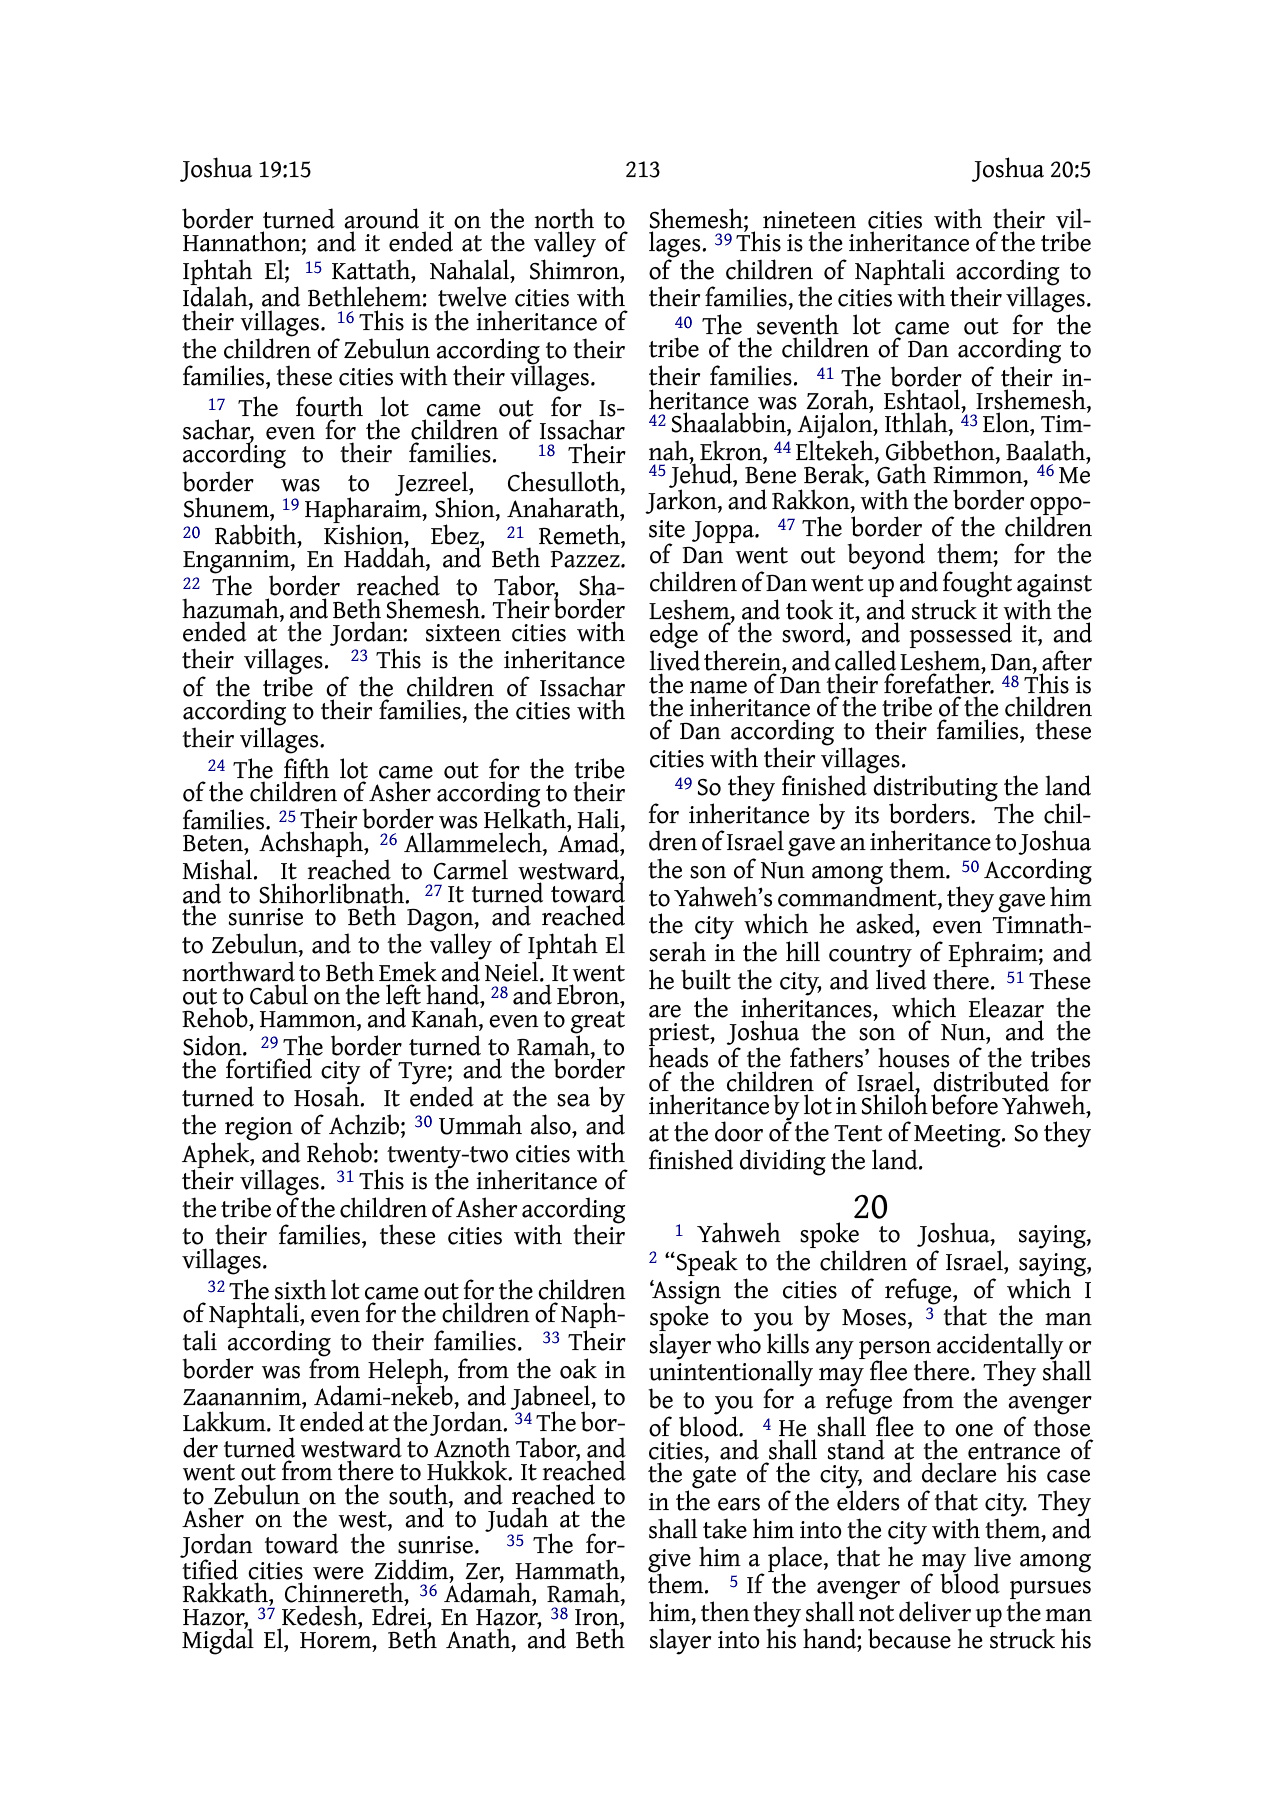 Joshua 19:15 213 Joshua 20:5
border turned around it on the north to
Hannathon; and it ended at the valley of
Iphtah El; 15 Kattath, Nahalal, Shimron,
Idalah, and Bethlehem: twelve cities with
their villages. 16 This is the inheritance of
the children of Zebulun according to their
families, these cities with their villages.
17 The fourth lot came out for Is-
sachar, even for the children of Issachar
according to their families. 18 Their
border was to Jezreel, Chesulloth,
Shunem, 19 Hapharaim, Shion, Anaharath,
20 Rabbith, Kishion, Ebez, 21 Remeth,
Engannim, En Haddah, and Beth Pazzez.
22 The border reached to Tabor, Sha-
hazumah, and Beth Shemesh. Their border
ended at the Jordan: sixteen cities with
their villages. 23 This is the inheritance
of the tribe of the children of Issachar
according to their families, the cities with
their villages.
24 The fifth lot came out for the tribe
of the children of Asher according to their
families. 25 Their border was Helkath, Hali,
Beten, Achshaph, 26 Allammelech, Amad,
Mishal. It reached to Carmel westward,
and to Shihorlibnath. 27 It turned toward
the sunrise to Beth Dagon, and reached
to Zebulun, and to the valley of Iphtah El
northward to Beth Emek and Neiel. It went
out to Cabul on the left hand, 28 and Ebron,
Rehob, Hammon, and Kanah, even to great
Sidon. 29 The border turned to Ramah, to
the fortified city of Tyre; and the border
turned to Hosah. It ended at the sea by
the region of Achzib; 30 Ummah also, and
Aphek, and Rehob: twenty-two cities with
their villages. 31 This is the inheritance of
the tribe of the children of Asher according
to their families, these cities with their
villages.
32 The sixth lot came out for the children
of Naphtali, even for the children of Naph-
tali according to their families. 33 Their
border was from Heleph, from the oak in
Zaanannim, Adami-nekeb, and Jabneel, to
Lakkum. It ended at the Jordan. 34 The bor-
der turned westward to Aznoth Tabor, and
went out from there to Hukkok. It reached
to Zebulun on the south, and reached to
Asher on the west, and to Judah at the
Jordan toward the sunrise. 35 The for-
tified cities were Ziddim, Zer, Hammath,
Rakkath, Chinnereth, 36 Adamah, Ramah,
Hazor, 37 Kedesh, Edrei, En Hazor, 38 Iron,
Migdal El, Horem, Beth Anath, and Beth
Shemesh; nineteen cities with their vil-
lages. 39 This is the inheritance of the tribe
of the children of Naphtali according to
their families, the cities with their villages.
40 The seventh lot came out for the
tribe of the children of Dan according to
their families. 41 The border of their in-
heritance was Zorah, Eshtaol, Irshemesh,
42 Shaalabbin, Aijalon, Ithlah, 43 Elon, Tim-
nah, Ekron, 44 Eltekeh, Gibbethon, Baalath,
45 Jehud, Bene Berak, Gath Rimmon, 46 Me
Jarkon, and Rakkon, with the border oppo-
site Joppa. 47 The border of the children
of Dan went out beyond them; for the
children of Dan went up and fought against
Leshem, and took it, and struck it with the
edge of the sword, and possessed it, and
lived therein, and called Leshem, Dan, after
the name of Dan their forefather. 48 This is
the inheritance of the tribe of the children
of Dan according to their families, these
cities with their villages.
49 So they finished distributing the land
for inheritance by its borders. The chil-
dren of Israel gave an inheritance to Joshua
the son of Nun among them. 50 According
to Yahweh’s commandment, they gave him
the city which he asked, even Timnath-
serah in the hill country of Ephraim; and
he built the city, and lived there. 51 These
are the inheritances, which Eleazar the
priest, Joshua the son of Nun, and the
heads of the fathers’ houses of the tribes
of the children of Israel, distributed for
inheritance by lot in Shiloh before Yahweh,
at the door of the Tent of Meeting. So they
finished dividing the land.
20
1 Yahweh spoke to Joshua, saying,
2 “Speak to the children of Israel, saying,
‘Assign the cities of refuge, of which I
spoke to you by Moses, 3 that the man
slayer who kills any person accidentally or
unintentionally may flee there. They shall
be to you for a refuge from the avenger
of blood. 4 He shall flee to one of those
cities, and shall stand at the entrance of
the gate of the city, and declare his case
in the ears of the elders of that city. They
shall take him into the city with them, and
give him a place, that he may live among
them. 5 If the avenger of blood pursues
him, then they shall not deliver up the man
slayer into his hand; because he struck his